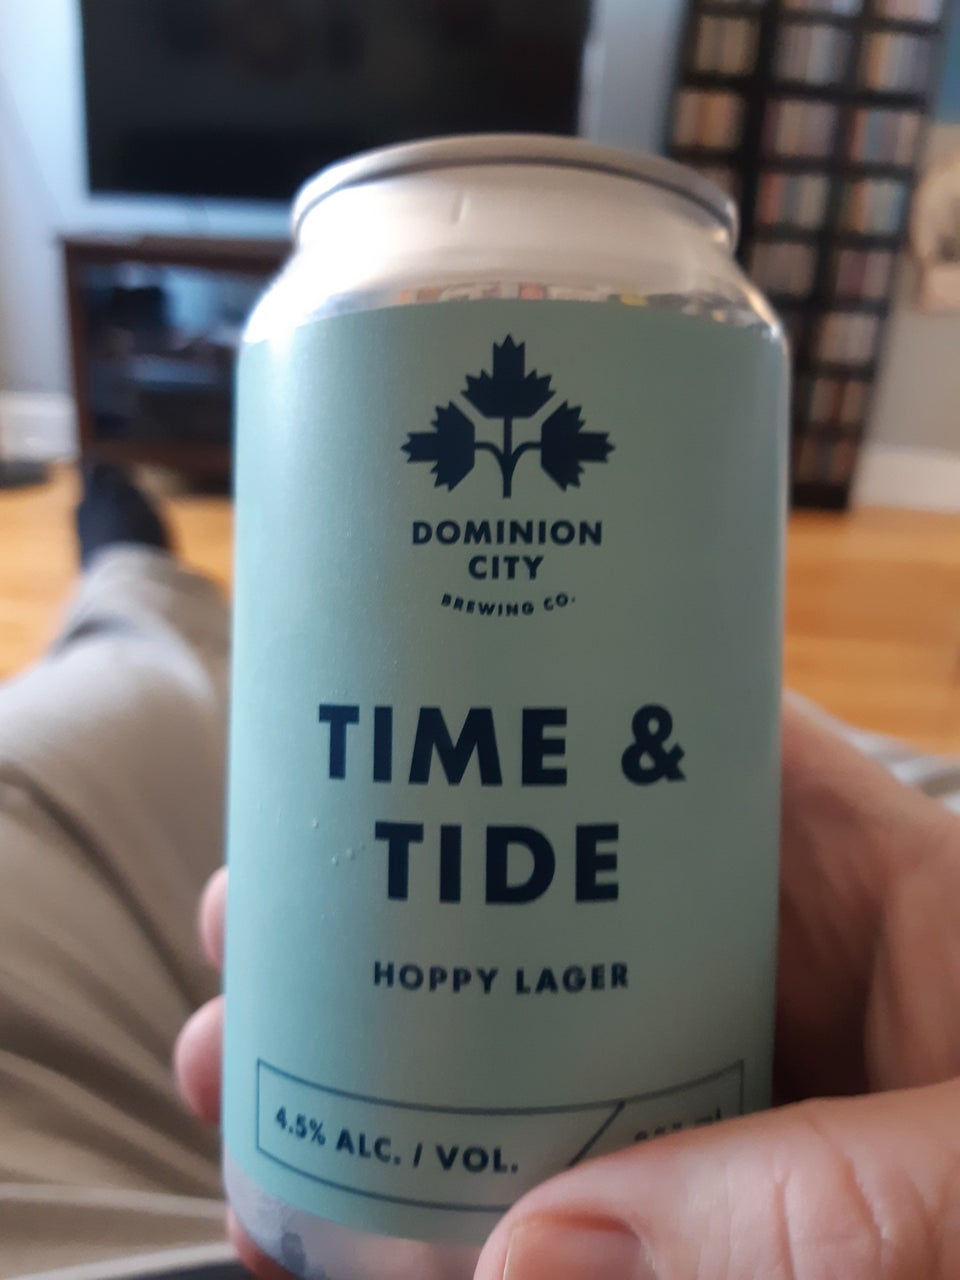 DOMINION
CITY
BREWING CO.
TIME &
TIDE
HOPPY LAGER
4.5% ALC. / VOL.